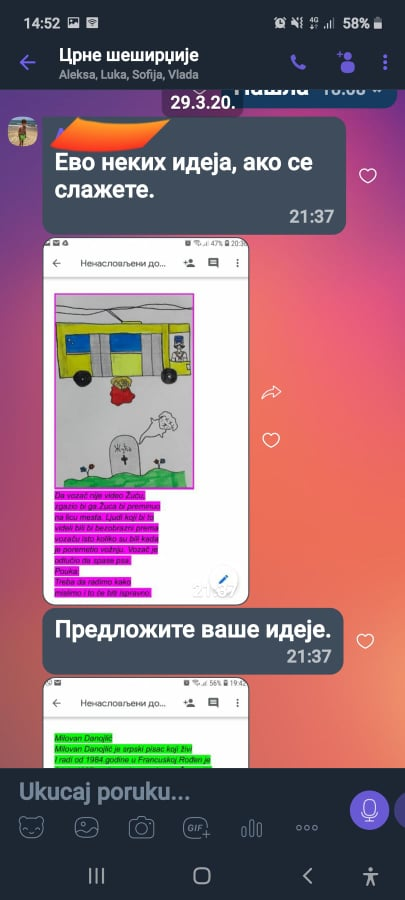 14:52
4G
58%
Црне шеширџије
Aleksa, Luka, Sofija, Vlada
Нашла
29.3.20.
Ево неких идеја, ако се
слажете.
21:37
47% 20:36
Ненасловљени до...
Жућа
Da vozač nije video Žuću,
zgazio bi ga.Žuca bi preminuo
na licu mesta. Ljudi koji bi to
videli bili bi bezobrazni prema
vozaču isto koliko su bili kada
je poremetio vožnju. Vozač je
odlučio da spase psa.
Pouka
Treba da radimo kako
mislimo i to će biti ispravno.
21:37
Предложите ваше идеје.
21:37
56% 19:42
Ненасловљени до...
Milovan Danojlić
Milovan Danojlić je srpski pisac koji živi
I radi od 1984 godine u Francuskoj Rođen je
Ukucaj poruku...
GIF